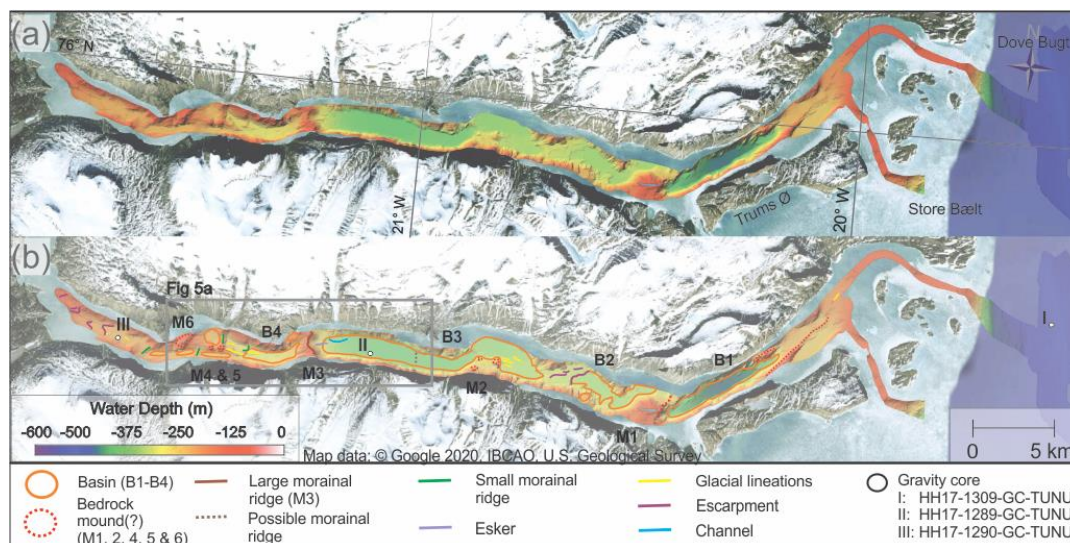 (a)
76° N
Dove Bugt
N
21° W
Trums Ø
20° W
Store Bælt
(b)
Fig 5a
III
M6
B4
II
B3
B2
B1
I
M4 & 5
M3
M2
M1
Water Depth (m)
-600 -500 -375 -250 -125 0
Map data: © Google 2020, IBCAO, U.S. Geological Survey
0 5 km
Basin (B1-B4)
Bedrock
mound(?)
(M1, 2, 4, 5 & 6)
Large morainal
ridge (M3)
Possible morainal
ridge
Small morainal
ridge
Esker
Glacial lineations
Escarpment
Channel
Gravity core
I: HH17-1309-GC-TUNU
II: HH17-1289-GC-TUNU
III: HH17-1290-GC-TUNU